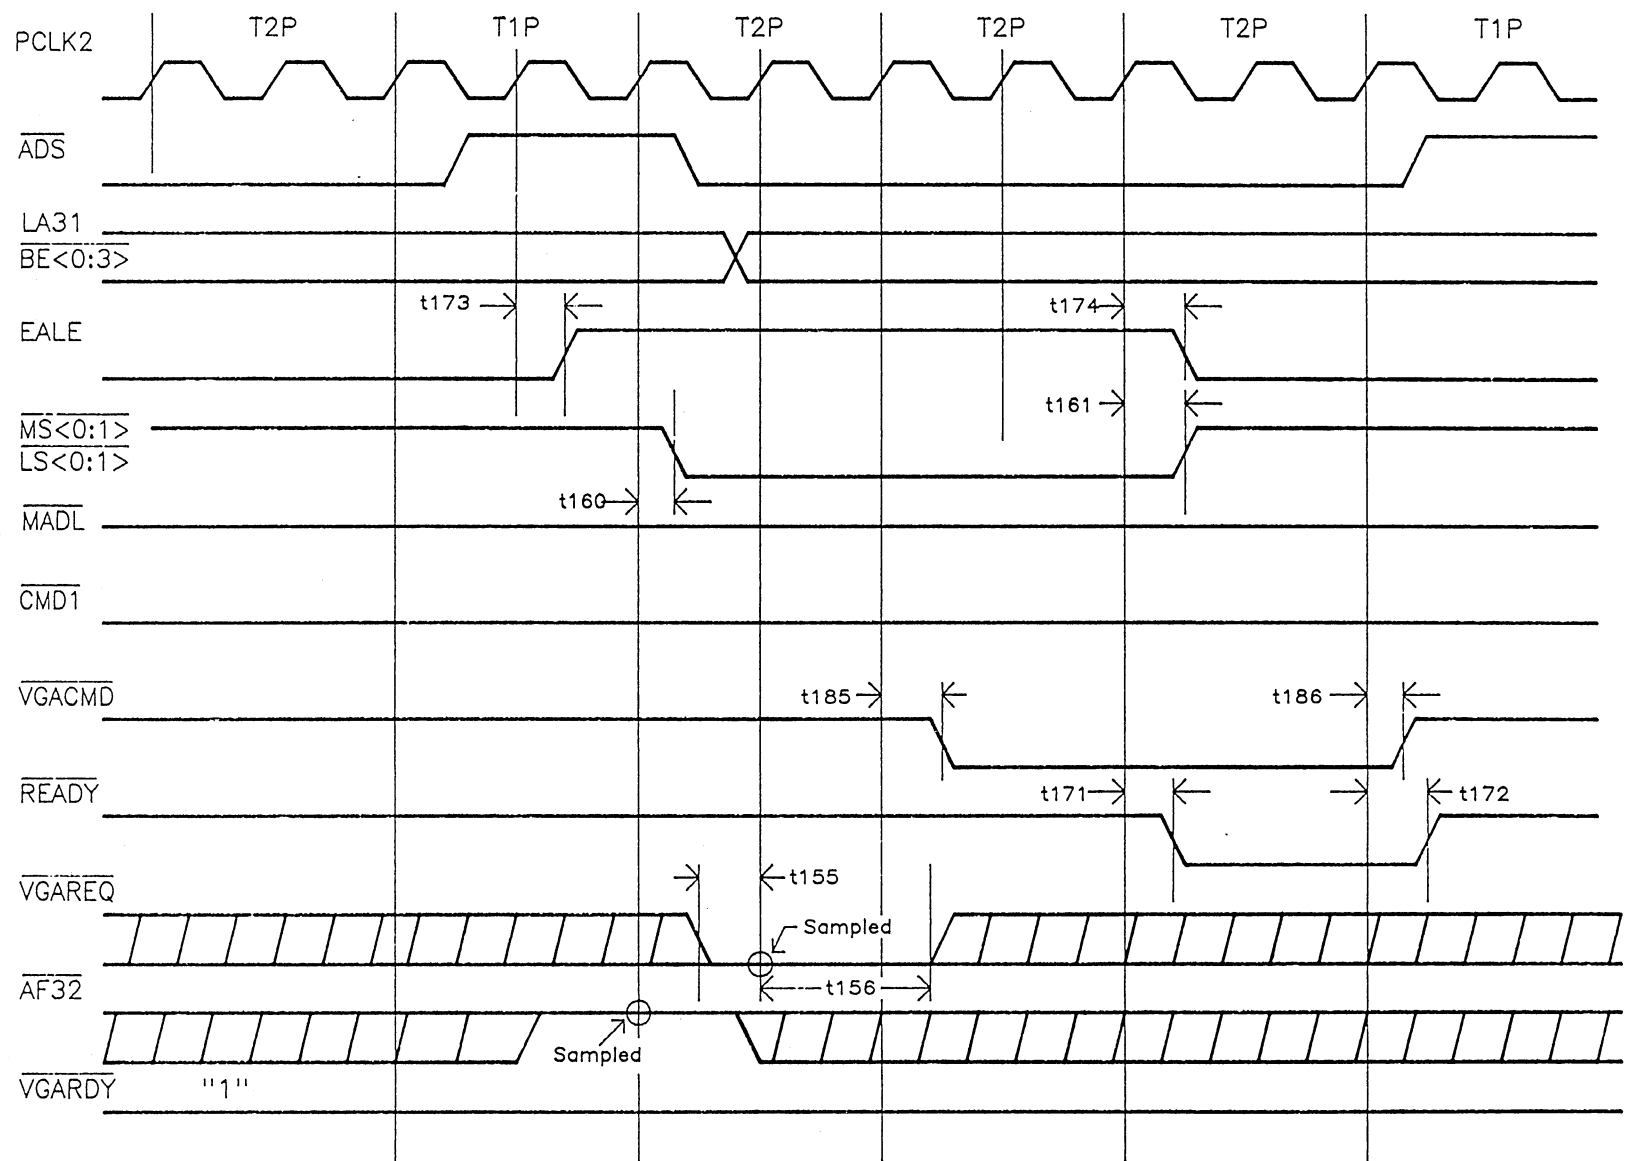 T2P T1P T2P T2P T2P T1P
PCLK2
ADS
LA31
BE<0:3>
t173 t174
EALE
t161
MS<0:1>
LS<0:1>
t160
MADL
CMD1
VGACMD t185 t186
READY t171 t172
VGAREQ t155
Sampled
AF32 t156
Sampled
VGARDY "1"